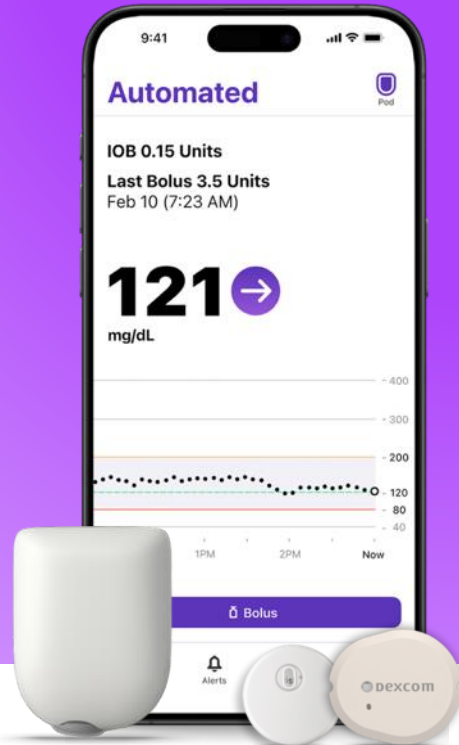 9:41
Automated
Pod
IOB 0.15 Units
Last Bolus 3.5 Units
Feb 10 (7:23 AM)
121
mg/dL
400
300
200
120
80
40
1PM
2PM
Now
Bolus
Alerts
Dexcom